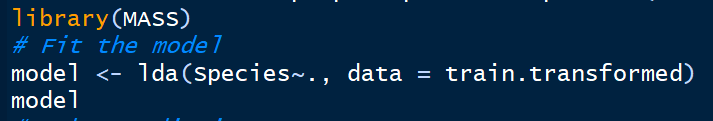 library(MASS)
# Fit the model
model <- lda(Species~., data = train.transformed)
model